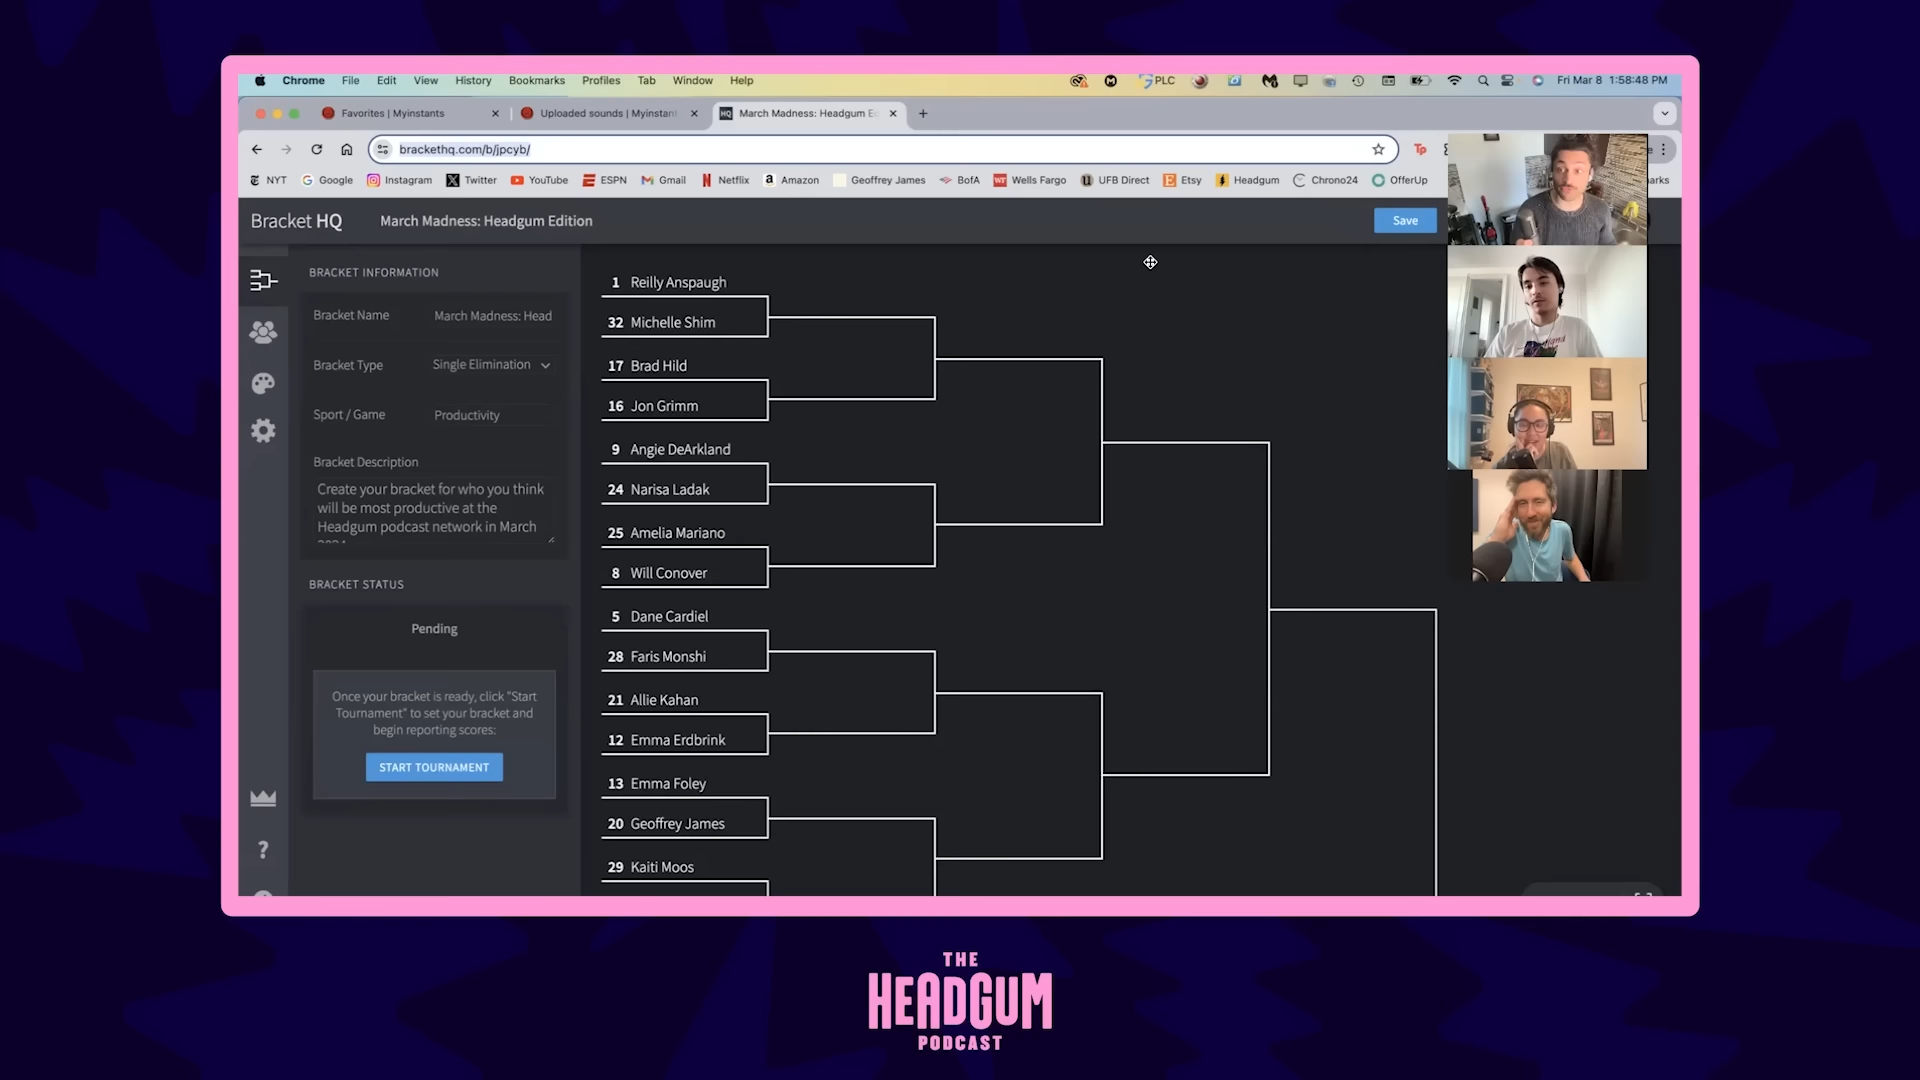 Chrome File Edit View History Bookmarks Profiles Tab Window Help PLC Fri Mar 8 1:58:48 PM
Favorites | Myinstants Uploaded sounds | Myinstant HQ March Madness: Headgum E
brackethq.com/b/jpcyb/ Tp
NYT Google Instagram Twitter YouTube ESPN Gmail Netflix Amazon Geoffrey James BofA Wells Fargo UFB Direct Etsy Headgum Chrono24 OfferUp arks
Bracket HQ March Madness: Headgum Edition Save
BRACKET INFORMATION
Bracket Name March Madness: Head
Bracket Type Single Elimination
Sport / Game Productivity
Bracket Description
Create your bracket for who you think
will be most productive at the
Headgum podcast network in March
BRACKET STATUS
Pending
Once your bracket is ready, click "Start
Tournament" to set your bracket and
begin reporting scores:
START TOURNAMENT
1 Reilly Anspaugh
32 Michelle Shim
17 Brad Hild
16 Jon Grimm
9 Angie DeArkland
24 Narisa Ladak
25 Amelia Mariano
8 Will Conover
5 Dane Cardiel
28 Faris Monshi
21 Allie Kahan
12 Emma Erdbrink
13 Emma Foley
20 Geoffrey James
29 Kaiti Moos
THE
HEADGUM
PODCAST